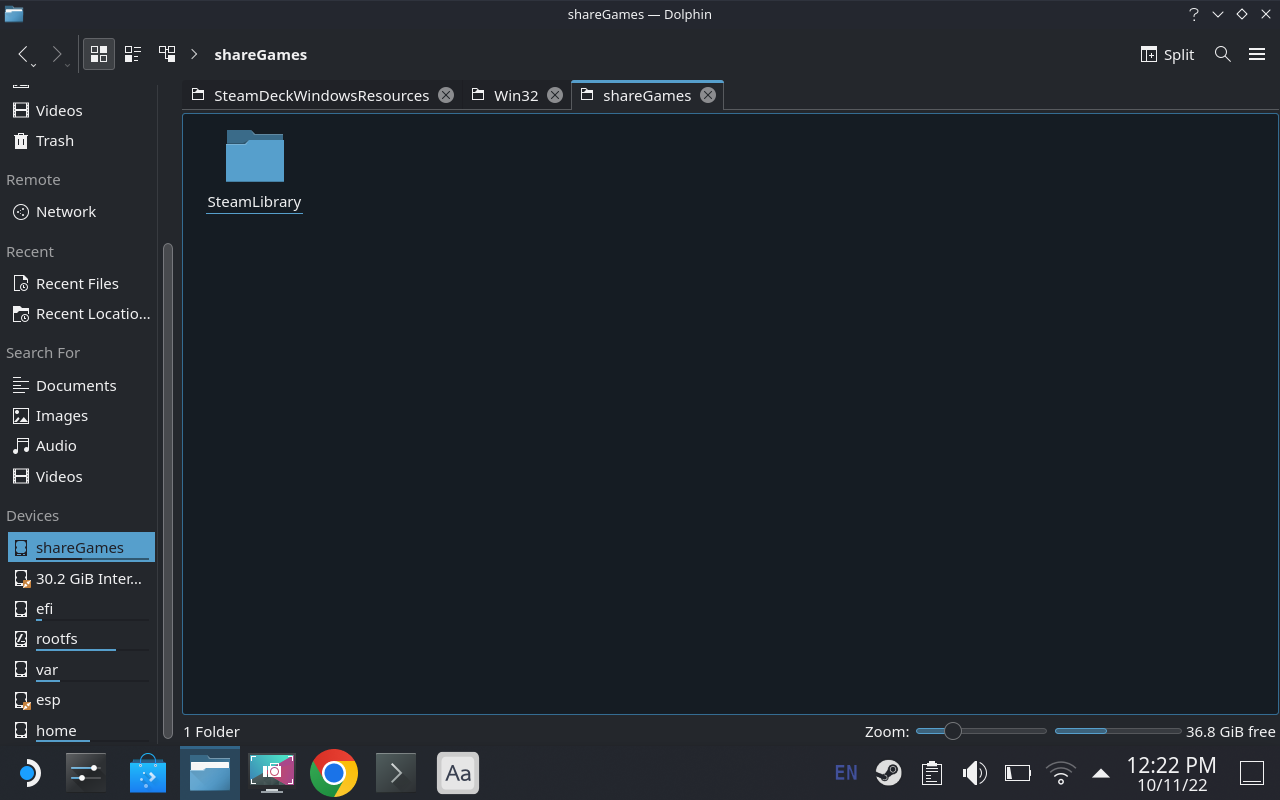 shareGames — Dolphin
shareGames
Split
SteamDeckWindowsResources
Win32
shareGames
Videos
Trash
Remote
Network
Recent
Recent Files
Recent Locatio...
Search For
Documents
Images
Audio
Videos
Devices
shareGames
30.2 GiB Inter...
efi
rootfs
var
esp
home
SteamLibrary
1 Folder
Zoom:
36.8 GiB free
Aa
EN
12:22 PM
10/11/22